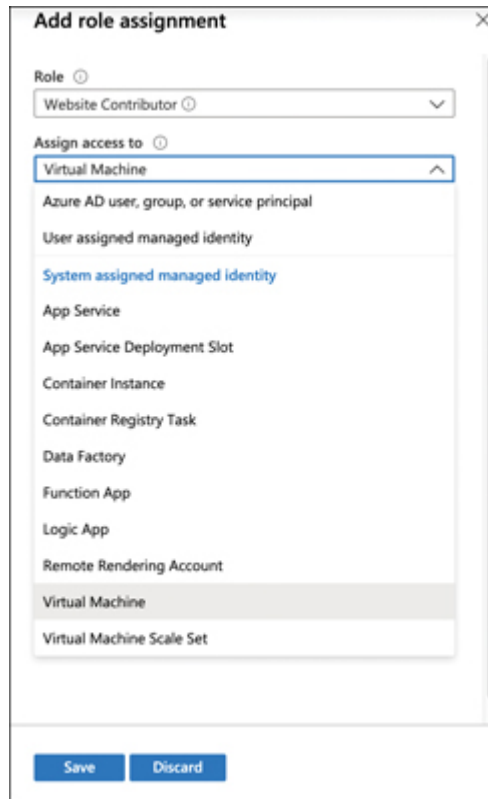 Add role assignment
Role
Website Contributor
Assign access to
Virtual Machine
Azure AD user, group, or service principal
User assigned managed identity
System assigned managed identity
App Service
App Service Deployment Slot
Container Instance
Container Registry Task
Data Factory
Function App
Logic App
Remote Rendering Account
Virtual Machine
Virtual Machine Scale Set
Save Discard